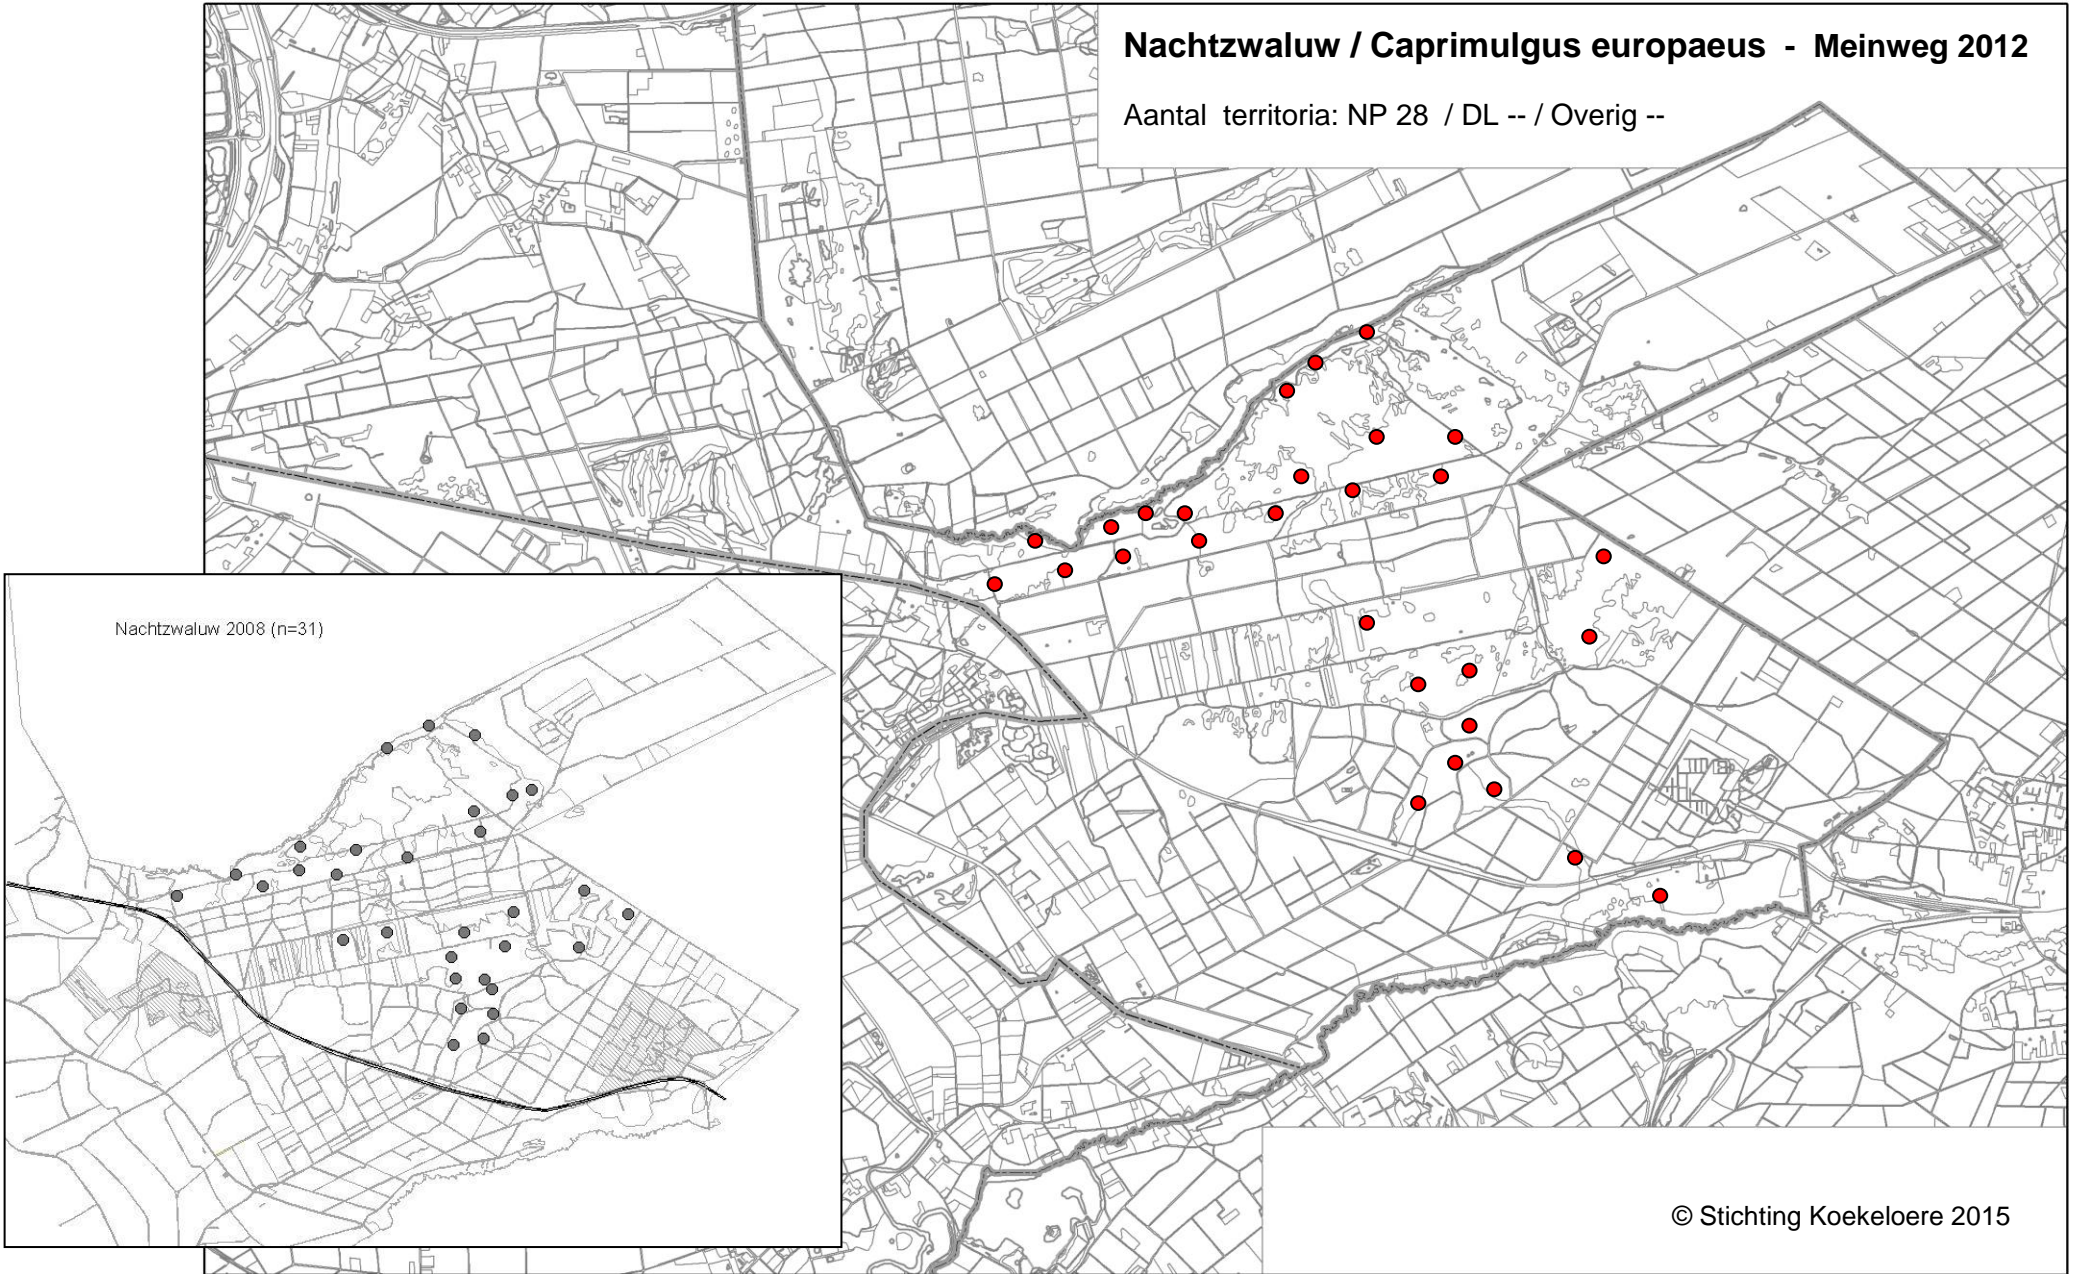 Nachtzwaluw / Caprimulgus europaeus - Meinweg 2012
Aantal territoria: NP 28 / DL -- / Overig --
Nachtzwaluw 2008 (n=31)
© Stichting Koekeloere 2015